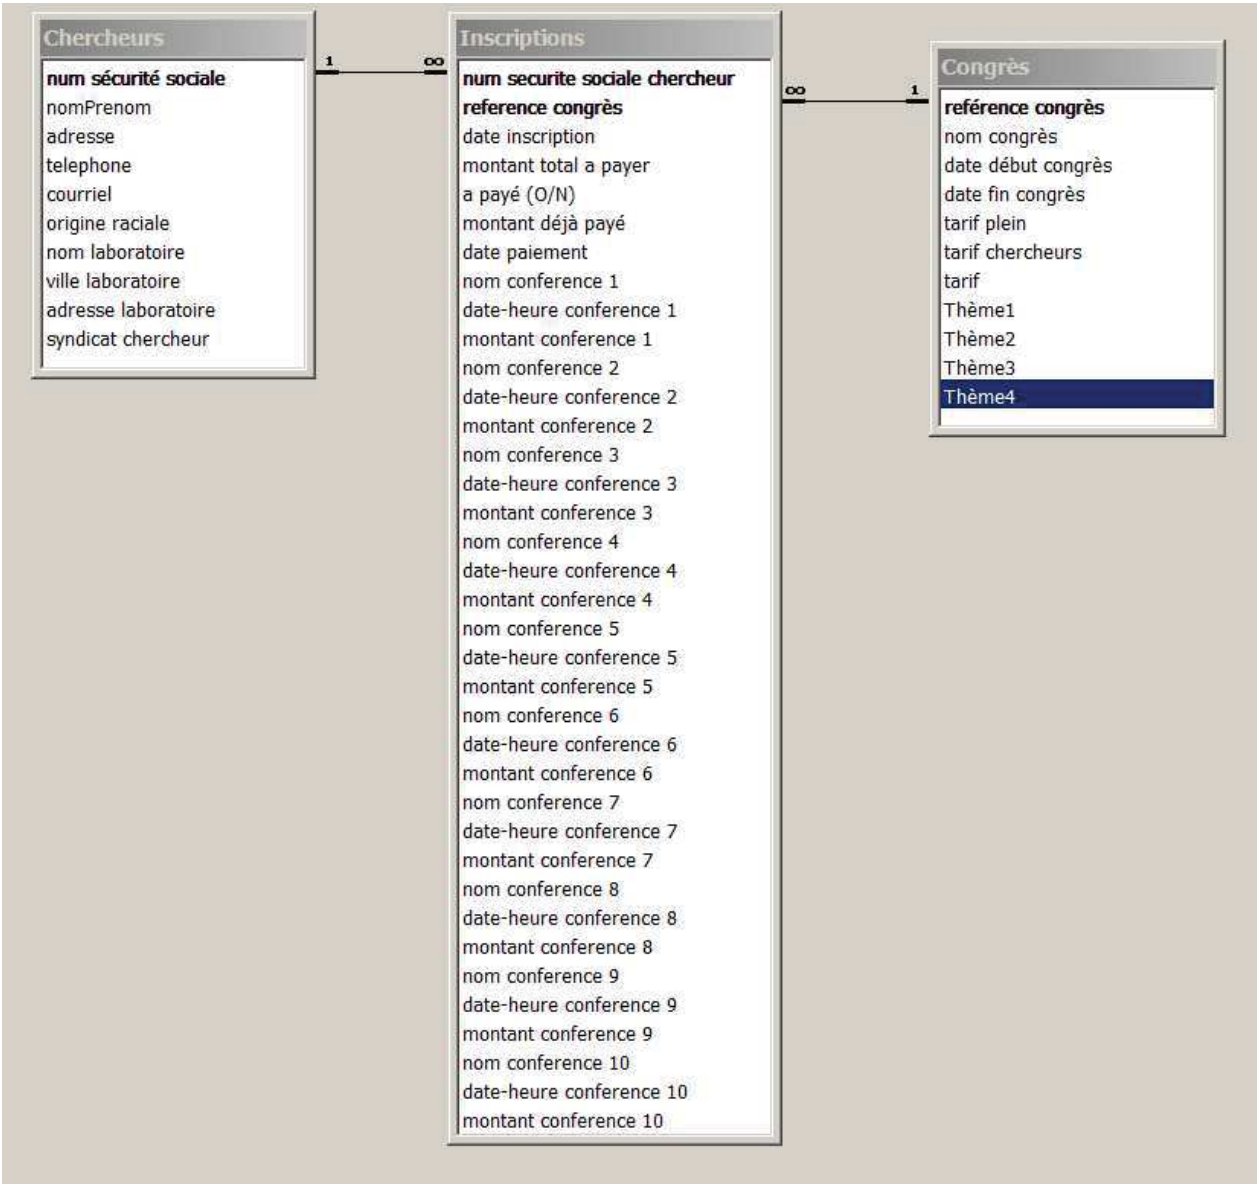 Chercheurs
num sécurité sociale
nomPrenom
adresse
telephone
courriel
origine raciale
nom laboratoire
ville laboratoire
adresse laboratoire
syndicat chercheur
1
∞
Inscriptions
num securite sociale chercheur
reference congrès
date inscription
montant total a payer
a payé (O/N)
montant déjà payé
date paiement
nom conference 1
date-heure conference 1
montant conference 1
nom conference 2
date-heure conference 2
montant conference 2
nom conference 3
date-heure conference 3
montant conference 3
nom conference 4
date-heure conference 4
montant conference 4
nom conference 5
date-heure conference 5
montant conference 5
nom conference 6
date-heure conference 6
montant conference 6
nom conference 7
date-heure conference 7
montant conference 7
nom conference 8
date-heure conference 8
montant conference 8
nom conference 9
date-heure conference 9
montant conference 9
nom conference 10
date-heure conference 10
montant conference 10
∞
1
Congrès
reférence congrès
nom congrès
date début congrès
date fin congrès
tarif plein
tarif chercheurs
tarif
Thème1
Thème2
Thème3
Thème4